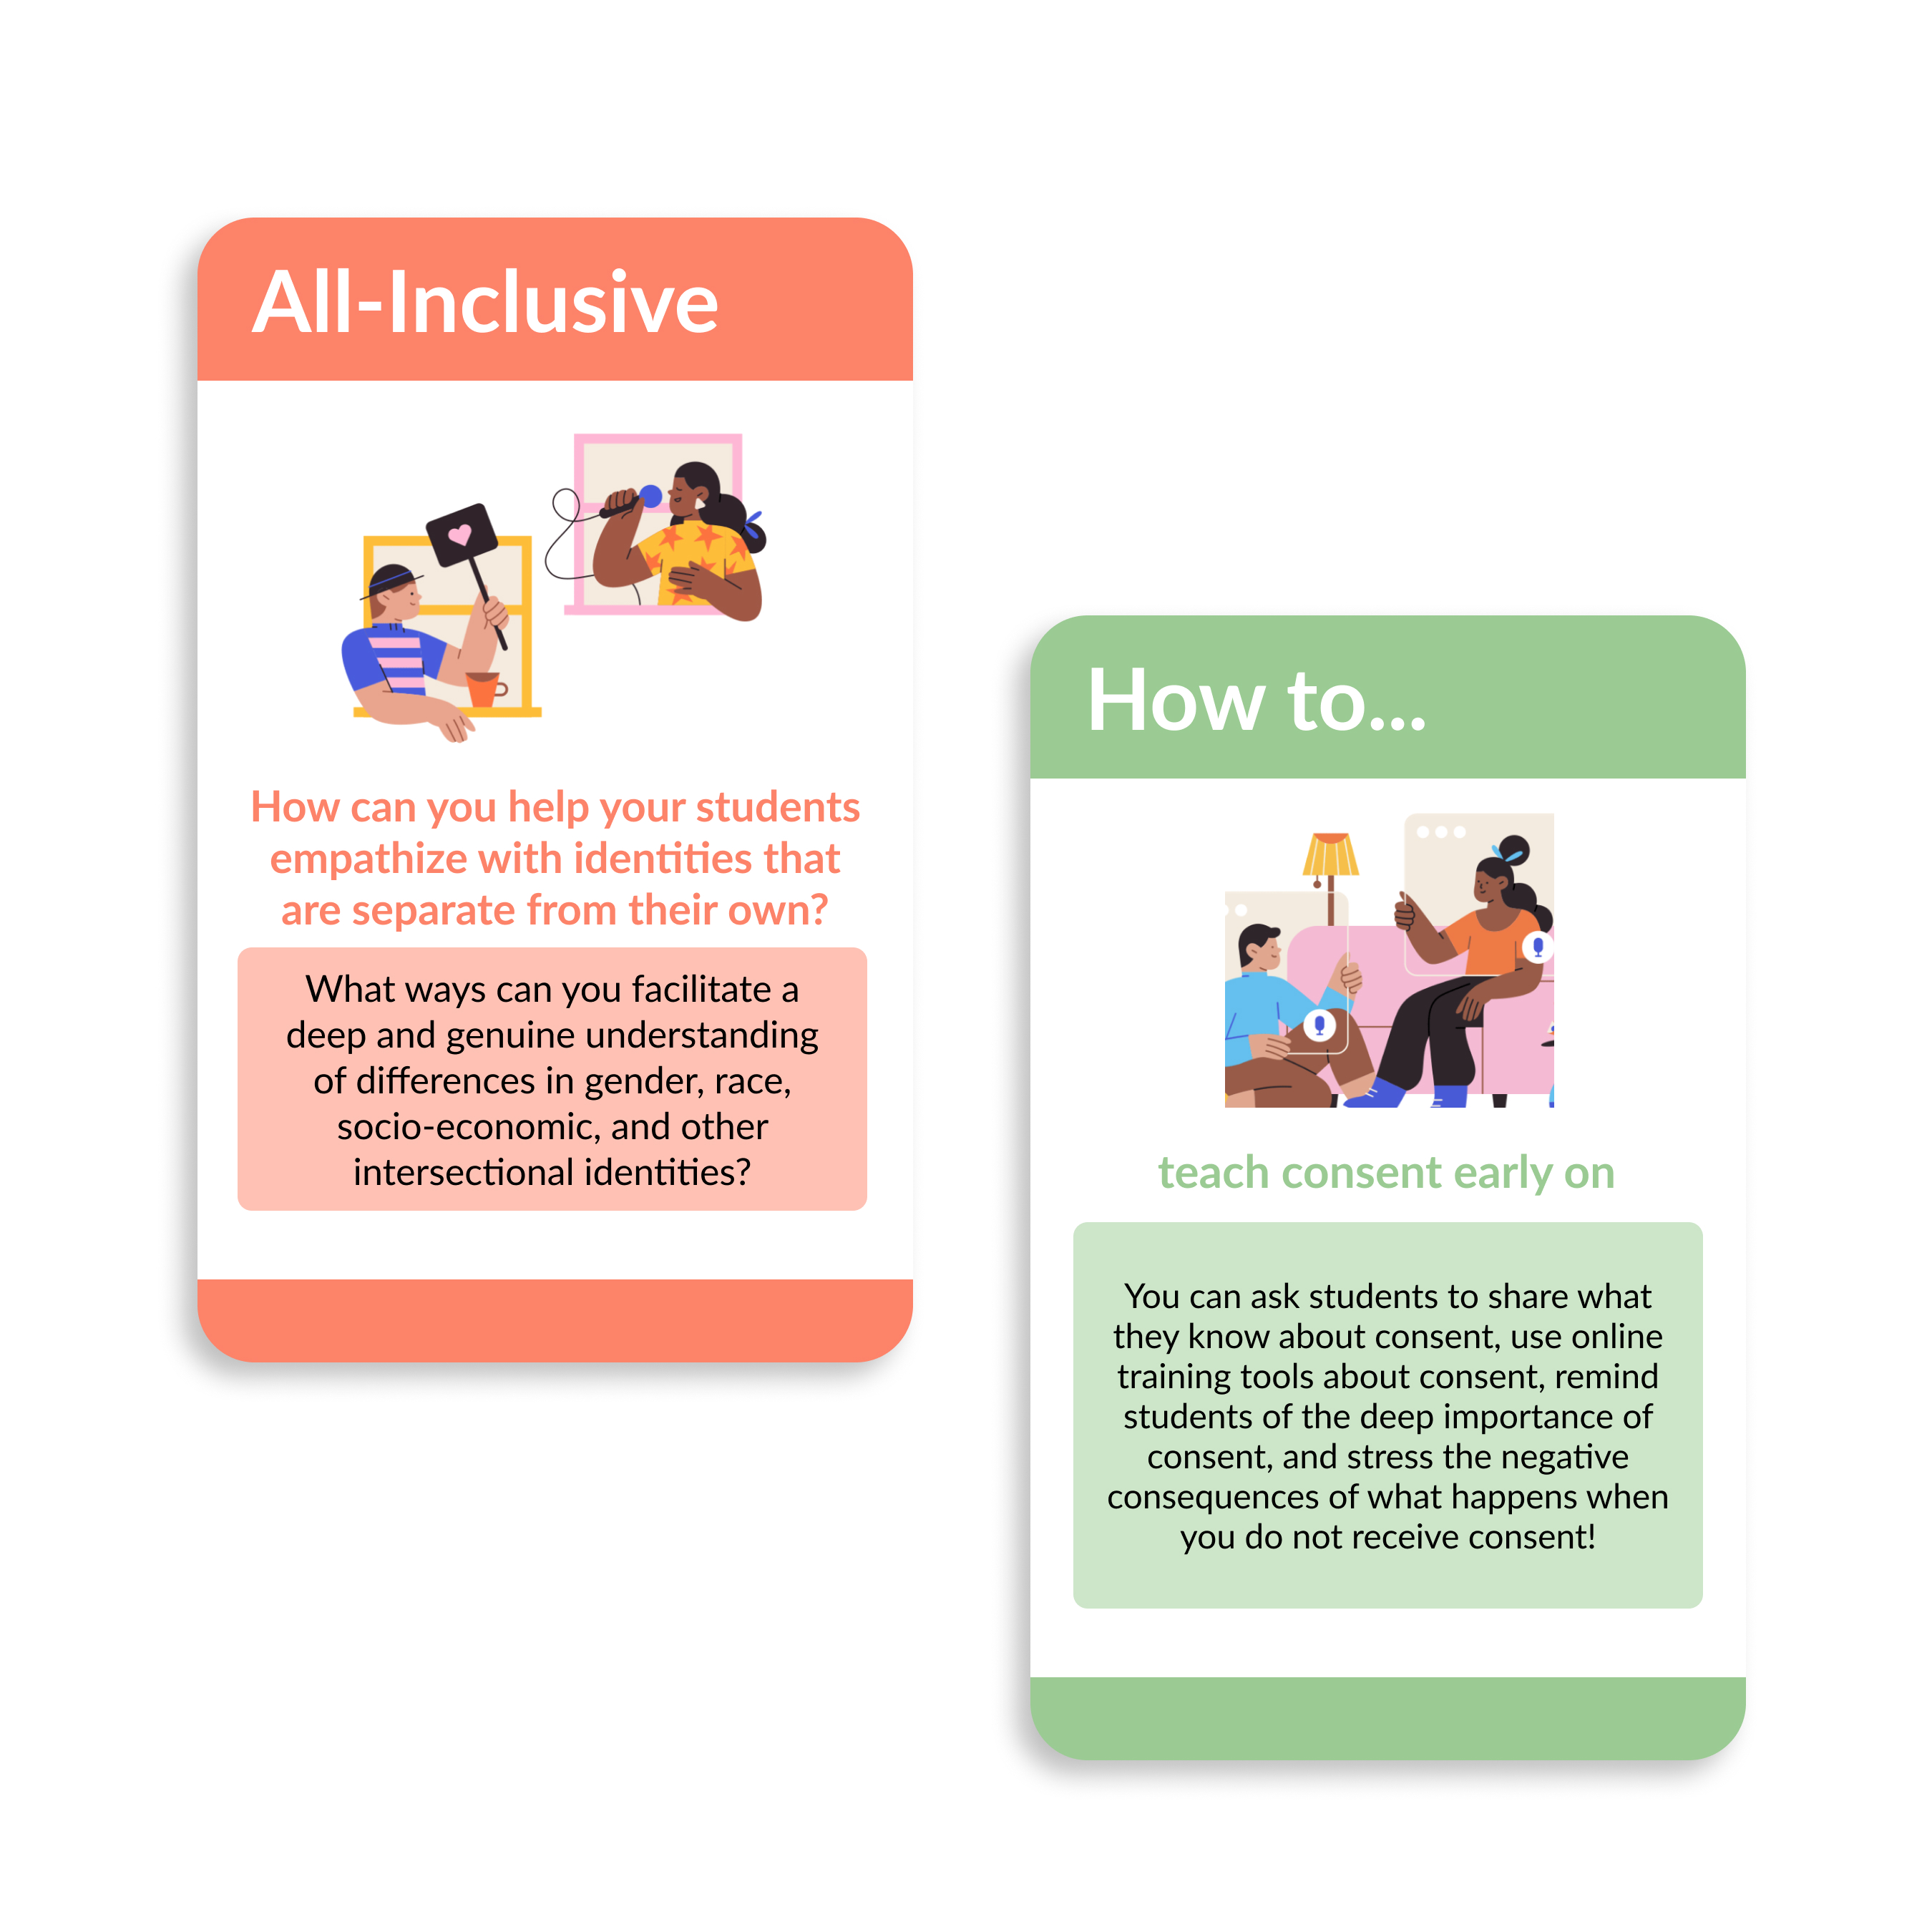 All-Inclusive
How can you help your students
empathize with identities that
are separate from their own?
What ways can you facilitate a
deep and genuine understanding
of differences in gender, race,
socio-economic, and other
intersectional identities?
How to...
teach consent early on
You can ask students to share what
they know about consent, use online
training tools about consent, remind
students of the deep importance of
consent, and stress the negative
consequences of what happens when
you do not receive consent!